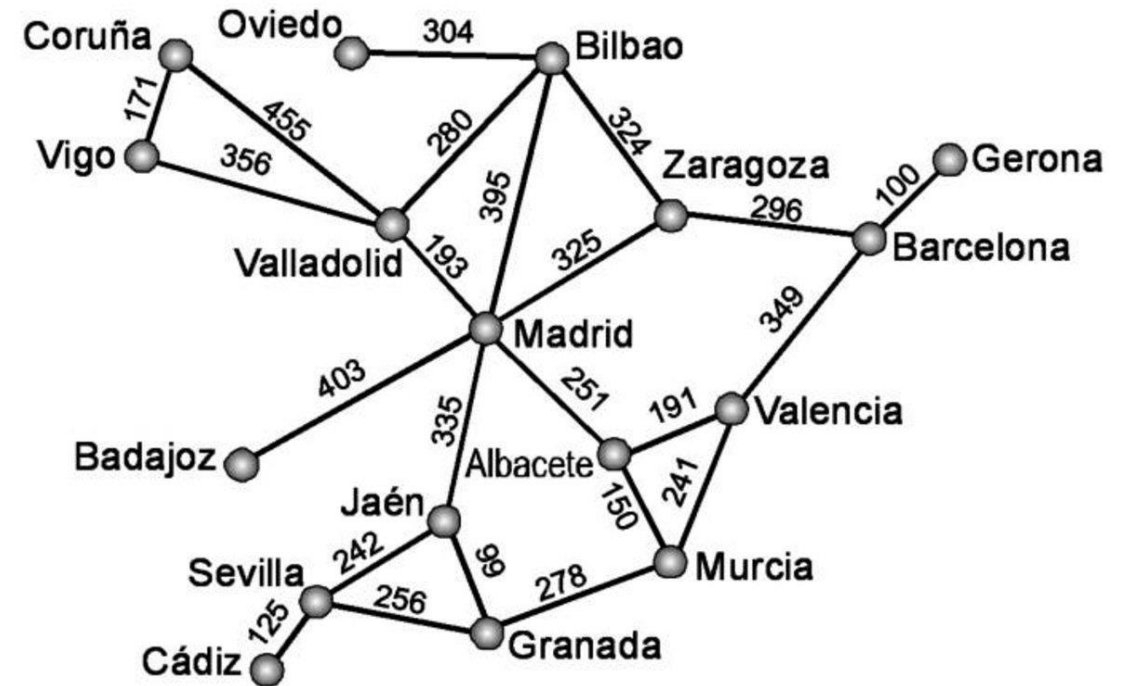 Coruña
Oviedo
304
Bilbao
171
455
280
324
Vigo
356
395
Zaragoza
Gerona
100
296
Valladolid
193
325
Barcelona
349
Madrid
403
251
335
191
Valencia
Badajoz
Albacete
241
150
Jaén
242
99
Sevilla
278
Murcia
256
125
Granada
Cádiz